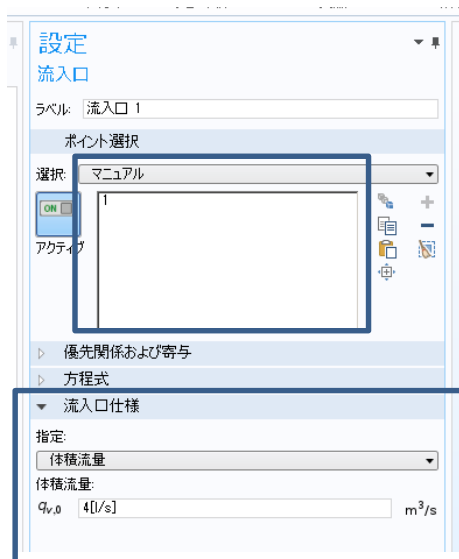 設定
流入口
ラベル: 流入口 1
ポイント選択
選択: マニュアル
ON
1
アクティブ
優先関係および寄与
方程式
流入口仕様
指定:
体積流量
体積流量:
qv,0 4[l/s] m³/s